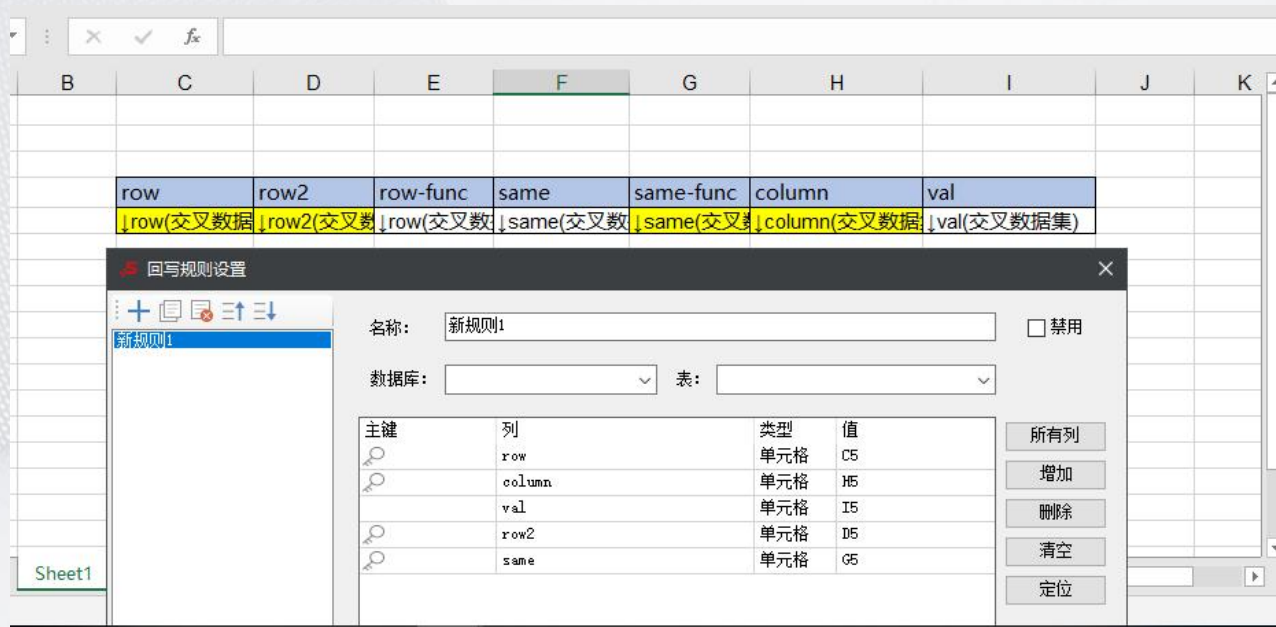 fx
B C D E F G H I J K
row row2 row-func same same-func column val
↓row(交叉数据 ↓row2(交叉数 ↓row(交叉数 ↓same(交叉数 ↓same(交叉数 ↓column(交叉数据 ↓val(交叉数据集)
回写规则设置
新规则1
名称： 新规则1 禁用
数据库： 表：
主键 列 类型 值
row 单元格 C5
column 单元格 H5
val 单元格 I5
row2 单元格 D5
same 单元格 G5
所有列
增加
删除
清空
定位
Sheet1